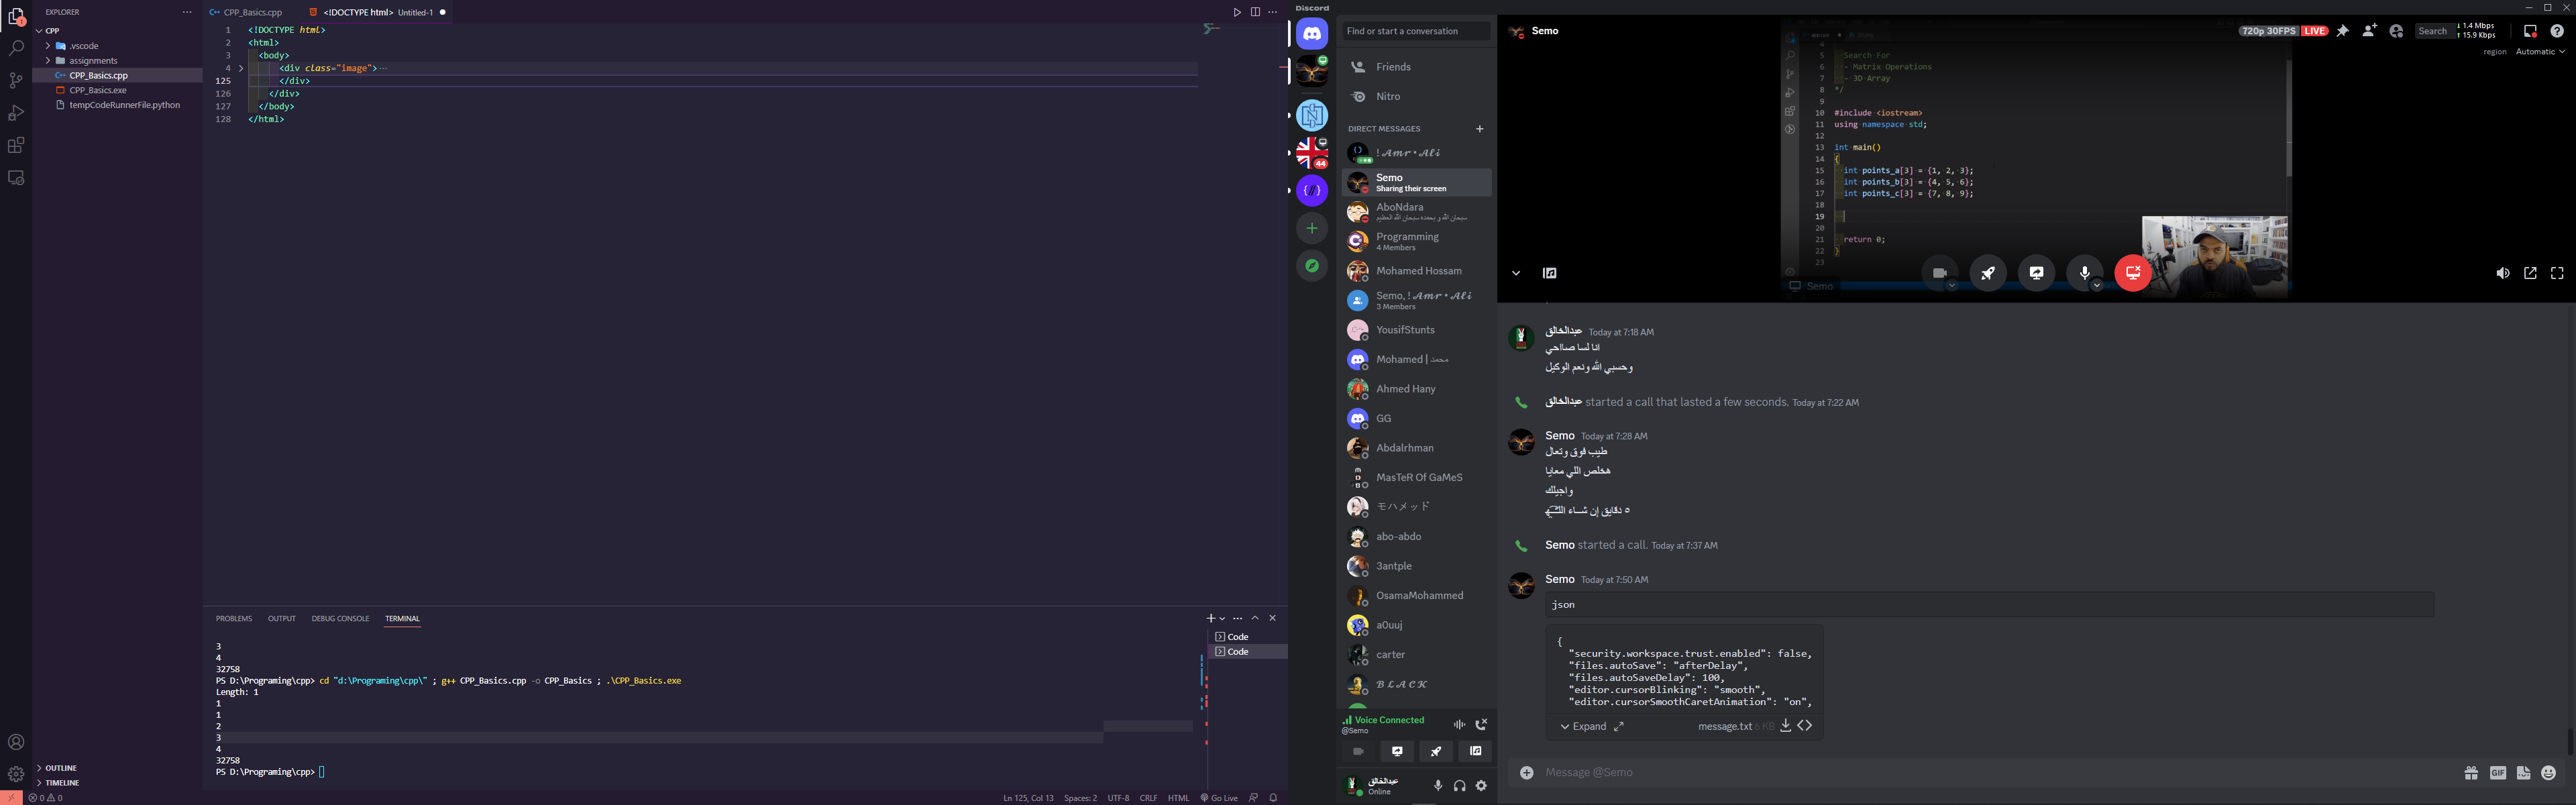 EXPLORER
CPP
.vscode
assignments
CPP_Basics.cpp
CPP_Basics.exe
tempCodeRunnerFile.python
OUTLINE
TIMELINE
CPP_Basics.cpp
<!DOCTYPE html> Untitled-1
1 <!DOCTYPE html>
2 <html>
3 <body>
4 <div class="image"> ...
125 </div>
126 </div>
127 </body>
128 </html>
PROBLEMS OUTPUT DEBUG CONSOLE TERMINAL
Code
Code
3
4
32758
PS D:\Programing\cpp> cd "d:\Programing\cpp\" ; g++ CPP_Basics.cpp -o CPP_Basics ; .\CPP_Basics.exe
Length: 1
1
1
2
3
4
32758
PS D:\Programing\cpp>
0 0
Ln 125, Col 13 Spaces: 2 UTF-8 CRLF HTML Go Live
Discord
44
Find or start a conversation
Friends
Nitro
DIRECT MESSAGES
! 𝓐𝓶𝓻 • 𝓐𝓵𝓲
Semo
Sharing their screen
AboNdara
سبحان الله و بحمده سبحان الله العظيم
Programming
4 Members
Mohamed Hossam
Semo, ! 𝓐𝓶𝓻 • 𝓐𝓵𝓲
3 Members
YousifStunts
Mohamed | محمد
Ahmed Hany
GG
Abdalrhman
MasTeR Of GaMeS
モハメッド
abo-abdo
3antple
OsamaMohammed
a0uuj
carter
𝓑 𝓛 𝓐 𝓒 𝓚
Voice Connected
@Semo
عبدالخالق
Online
Semo
720p 30FPS LIVE
Search
1.4 Mbps
15.9 Kbps
region Automatic
5 Search For
6 - Matrix Operations
7 - 3D Array
8 */
9
10 #include <iostream>
11 using namespace std;
12
13 int main()
14 {
15 int points_a[3] = {1, 2, 3};
16 int points_b[3] = {4, 5, 6};
17 int points_c[3] = {7, 8, 9};
18
19
20
21 return 0;
22 }
23
Semo
عبدالخالق Today at 7:18 AM
انا لسا صااحي
وحسبي الله ونعم الوكيل
عبدالخالق started a call that lasted a few seconds. Today at 7:22 AM
Semo Today at 7:28 AM
طيب فوق وتعال
هخلص اللي معايا
واجيلك
٥ دقايق إن شاء الله
Semo started a call. Today at 7:37 AM
Semo Today at 7:50 AM
json
{
"security.workspace.trust.enabled": false,
"files.autoSave": "afterDelay",
"files.autoSaveDelay": 100,
"editor.cursorBlinking": "smooth",
"editor.cursorSmoothCaretAnimation": "on",
Expand
message.txt 6 KB
Message @Semo
GIF